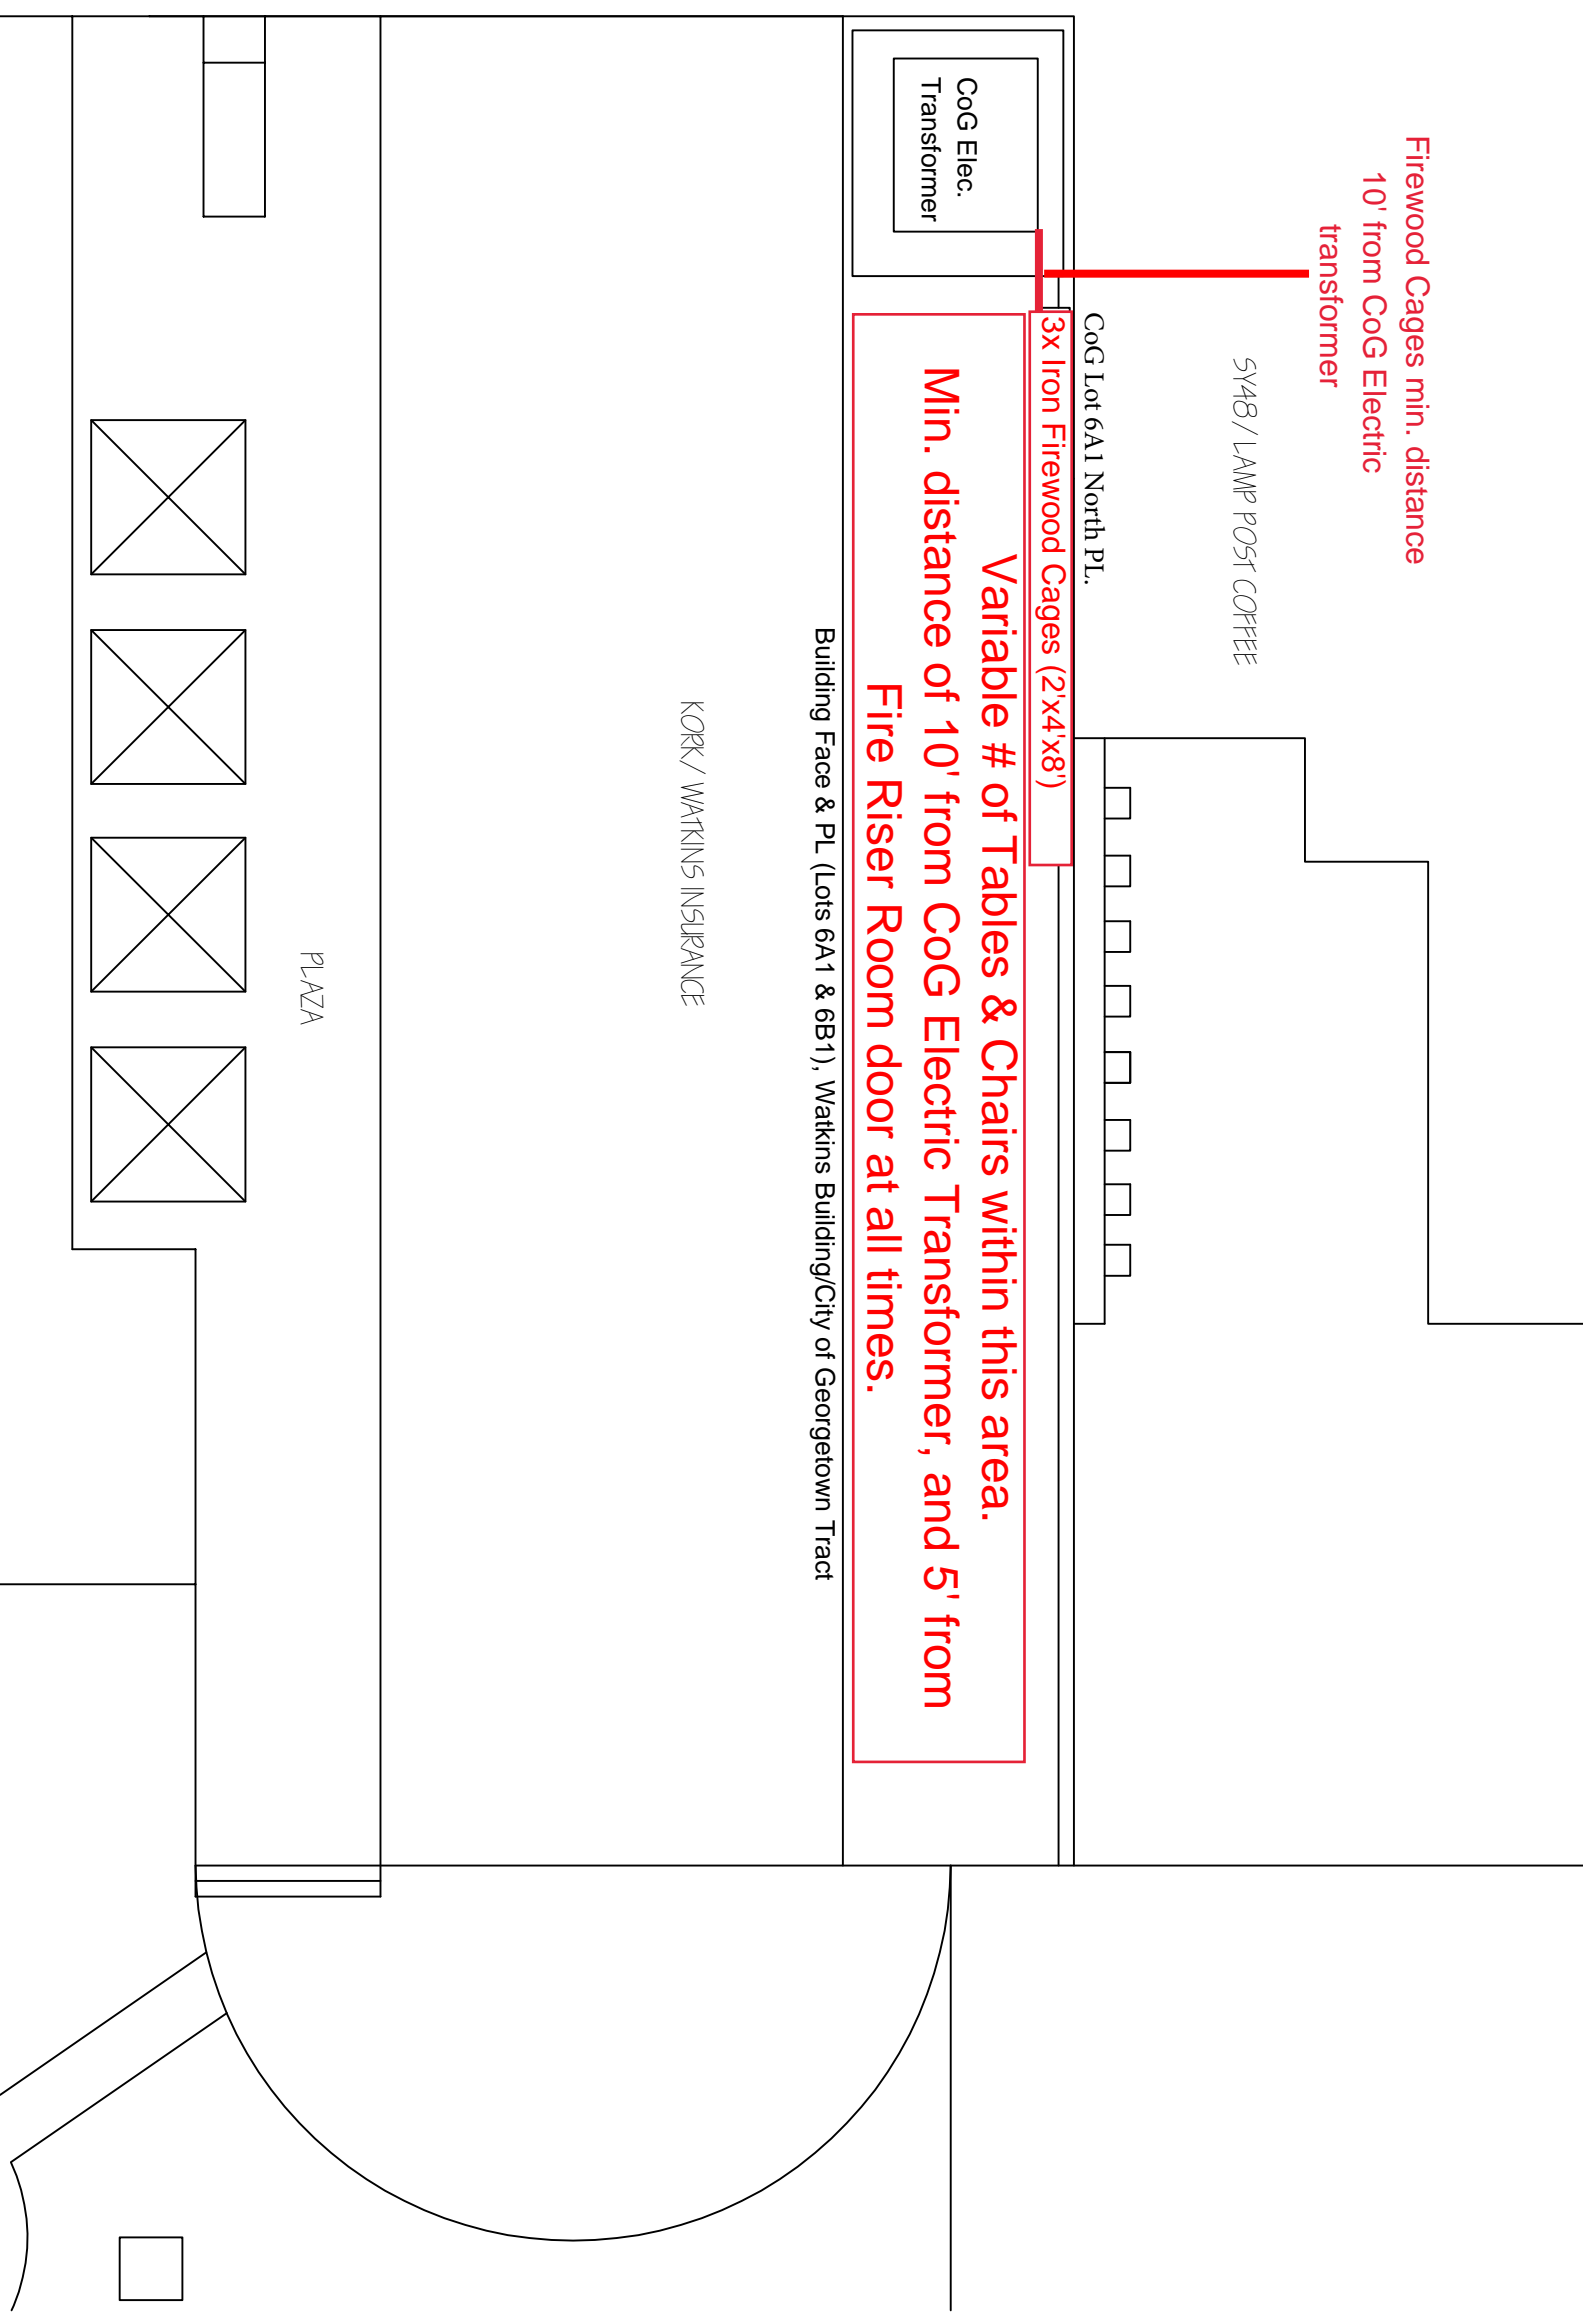 Firewood Cages min. distance
10' from CoG Electric
transformer
SY48 / LAMP POST COFFEE
CoG Lot 6A1 North PL.
3x Iron Firewood Cages (2'x4'x8')
CoG Elec.
Transformer
Variable # of Tables & Chairs within this area.
Min. distance of 10' from CoG Electric Transformer, and 5' from
Fire Riser Room door at all times.
Building Face & PL (Lots 6A1 & 6B1), Watkins Building/City of Georgetown Tract
KORK / WATKINS INSURANCE
PLAZA